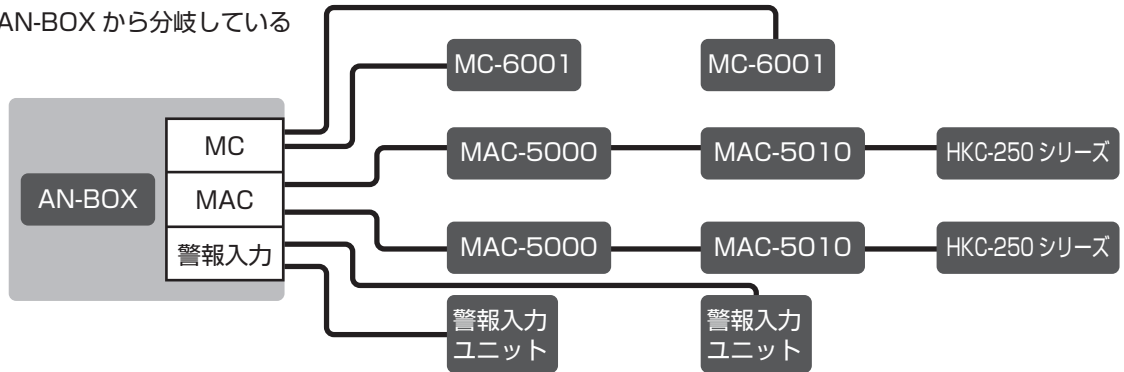 AN-BOX から分岐している
MC-6001
MC-6001
AN-BOX
MC
MAC
警報入力
MAC-5000
MAC-5010
HKC-250 シリーズ
MAC-5000
MAC-5010
HKC-250 シリーズ
警報入力
ユニット
警報入力
ユニット